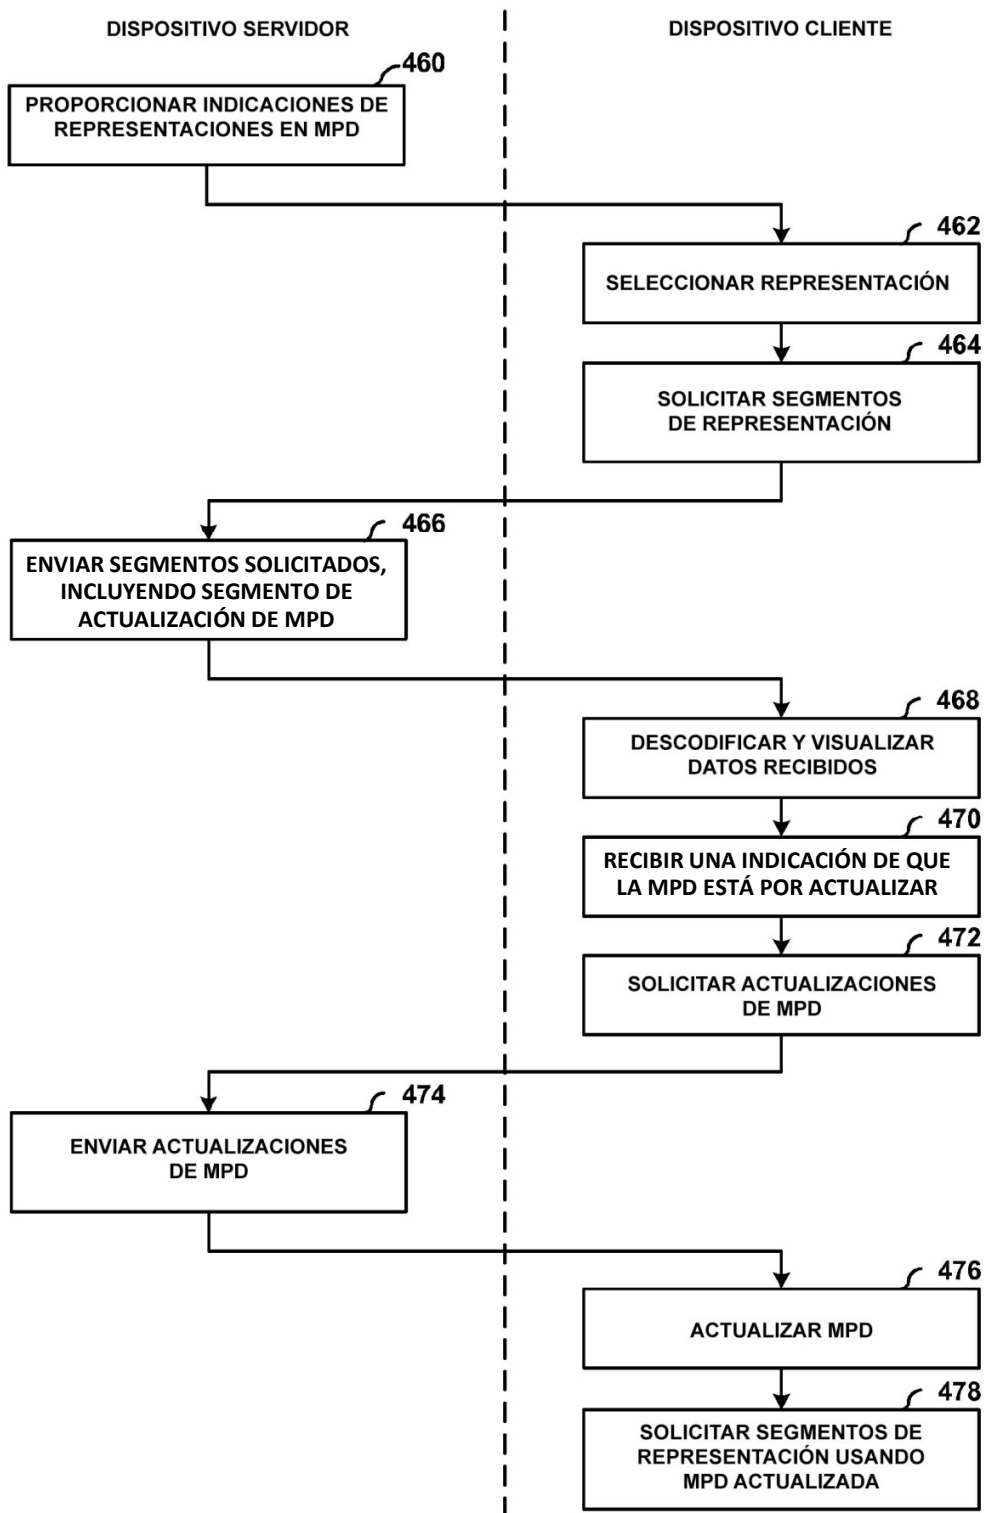 DISPOSITIVO SERVIDOR
DISPOSITIVO CLIENTE
460
PROPORCIONAR INDICACIONES DE
REPRESENTACIONES EN MPD
462
SELECCIONAR REPRESENTACIÓN
464
SOLICITAR SEGMENTOS
DE REPRESENTACIÓN
466
ENVIAR SEGMENTOS SOLICITADOS,
INCLUYENDO SEGMENTO DE
ACTUALIZACIÓN DE MPD
468
DESCODIFICAR Y VISUALIZAR
DATOS RECIBIDOS
470
RECIBIR UNA INDICACIÓN DE QUE
LA MPD ESTÁ POR ACTUALIZAR
472
SOLICITAR ACTUALIZACIONES
DE MPD
474
ENVIAR ACTUALIZACIONES
DE MPD
476
ACTUALIZAR MPD
478
SOLICITAR SEGMENTOS DE
REPRESENTACIÓN USANDO
MPD ACTUALIZADA